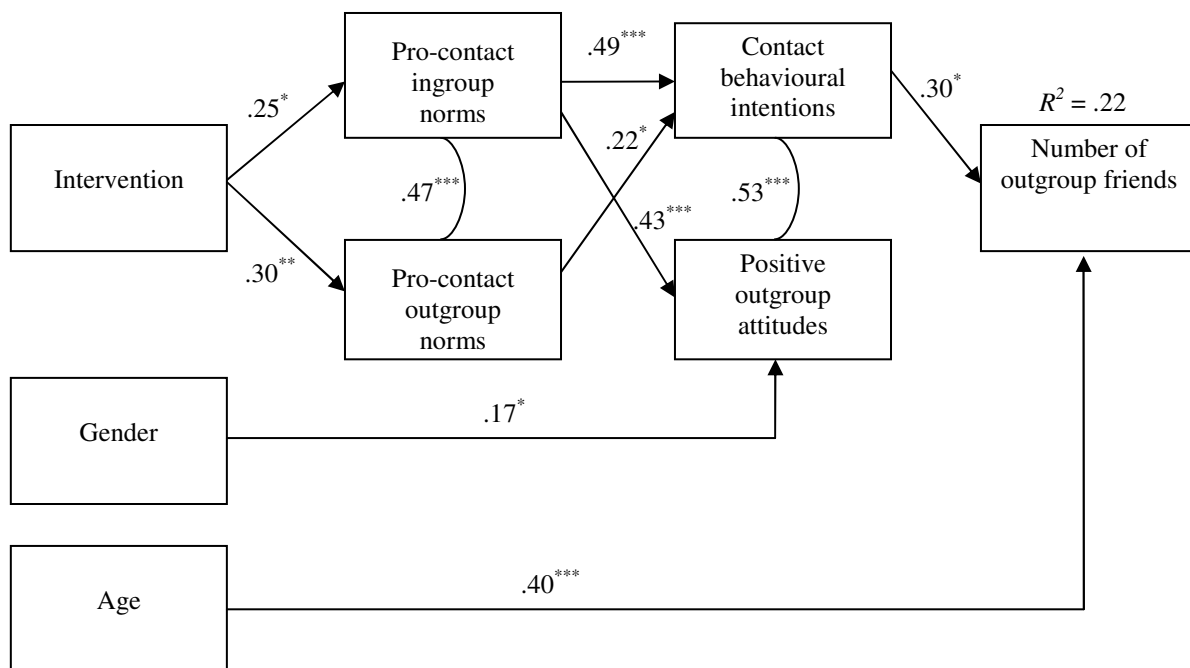 Pro-contact
ingroup
norms
.49***
Contact
behavioural
intentions
.30*
R² = .22
.25*
Intervention
.22*
Number of
outgroup friends
.47***
.53***
.43***
.30**
Pro-contact
outgroup
norms
Positive
outgroup
attitudes
Gender
.17*
Age
.40***